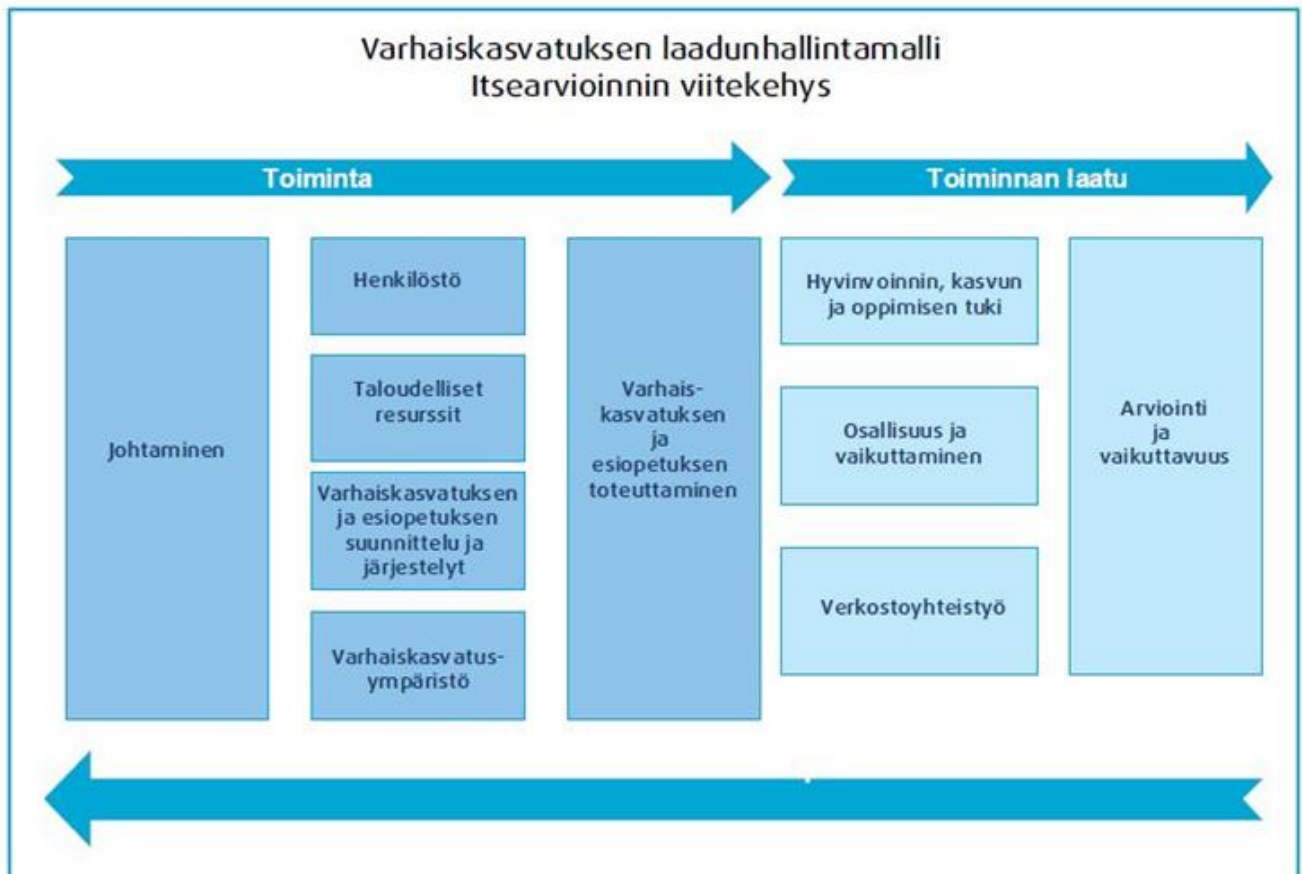 Varhaiskasvatuksen laadunhallintamalli
Itsearvioinnin viitekehys
Toiminta
Toiminnan laatu
Johtaminen
Henkilöstö
Taloudelliset
resurssit
Varhaiskasvatuksen
ja esiopetuksen
suunnittelu ja
järjestelyt
Varhaiskasvatus-
ympäristö
Varhais-
kasvatuksen
ja
esiopetuksen
toteuttaminen
Hyvinvoinnin, kasvun
ja oppimisen tuki
Osallisuus ja
vaikuttaminen
Verkostoyhteistyö
Arviointi
ja
vaikuttavuus